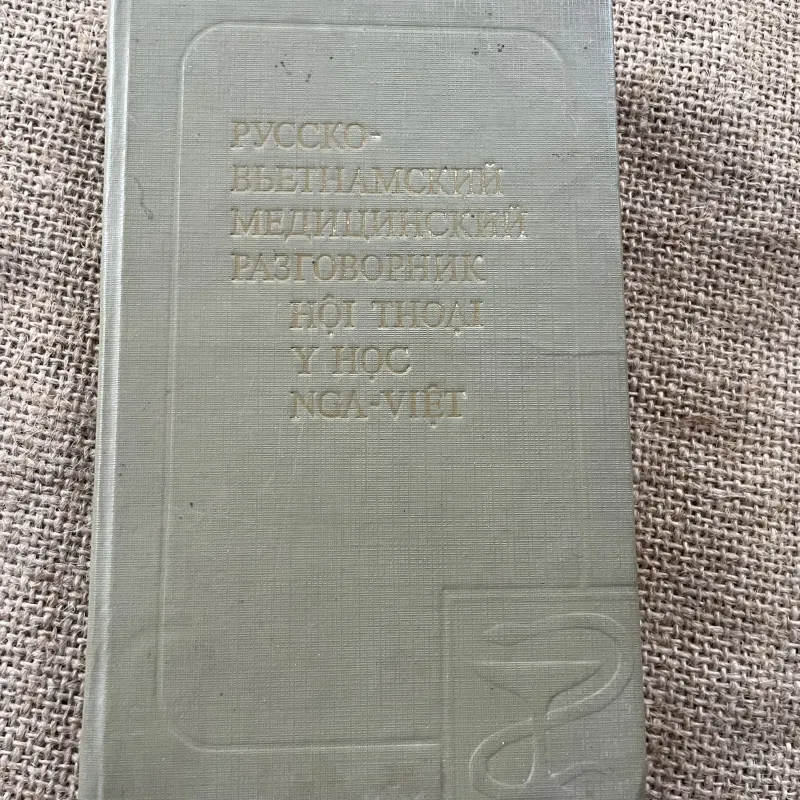 РУССКО-
ВЬЕТНАМСКИЙ
МЕДИЦИНСКИЙ
РАЗГОВОРНИК
HỘI THOẠI
Y HỌC
NGA-VIỆT